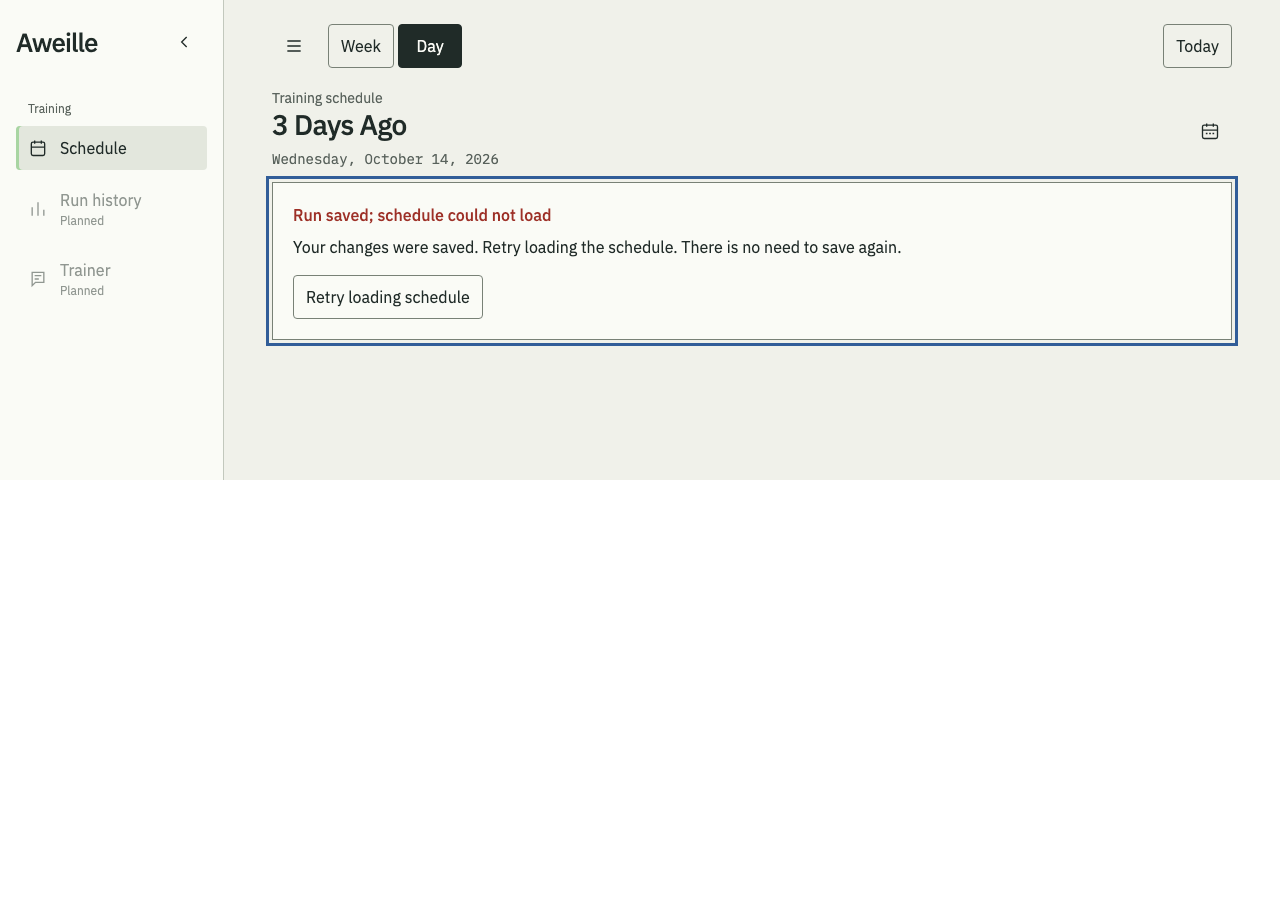 Aweille
Training
Schedule
Run history
Planned
Trainer
Planned
Week
Day
Today
Training schedule
3 Days Ago
Wednesday, October 14, 2026
Run saved; schedule could not load
Your changes were saved. Retry loading the schedule. There is no need to save again.
Retry loading schedule